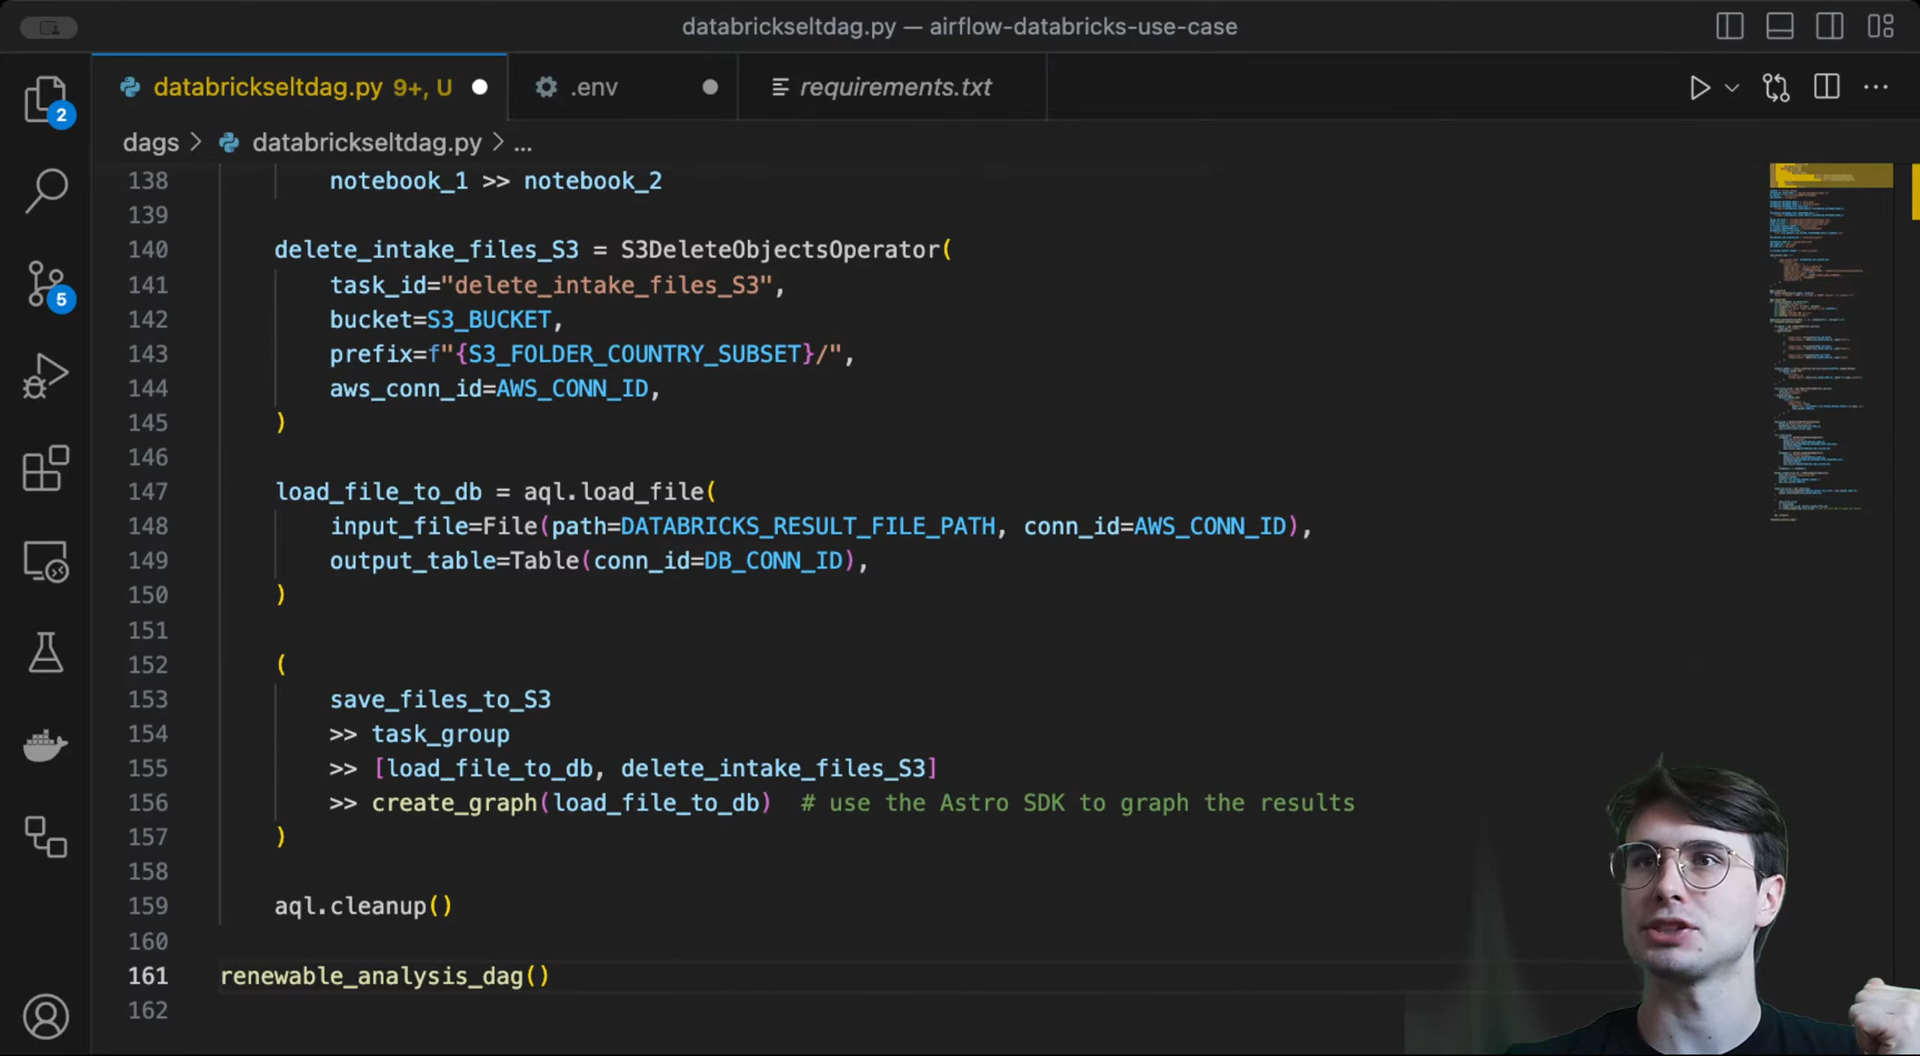 databrickseltdag.py — airflow-databricks-use-case
databrickseltdag.py 9+, U
.env
requirements.txt
2
dags > databrickseltdag.py > ...
138 notebook_1 >> notebook_2
139
140 delete_intake_files_S3 = S3DeleteObjectsOperator(
141 task_id="delete_intake_files_S3",
142 bucket=S3_BUCKET,
143 prefix=f"{S3_FOLDER_COUNTRY_SUBSET}/",
144 aws_conn_id=AWS_CONN_ID,
145 )
146
147 load_file_to_db = aql.load_file(
148 input_file=File(path=DATABRICKS_RESULT_FILE_PATH, conn_id=AWS_CONN_ID),
149 output_table=Table(conn_id=DB_CONN_ID),
150 )
151
152 (
153 save_files_to_S3
154 >> task_group
155 >> [load_file_to_db, delete_intake_files_S3]
156 >> create_graph(load_file_to_db) # use the Astro SDK to graph the results
157 )
158
159 aql.cleanup()
160
161 renewable_analysis_dag()
162
5